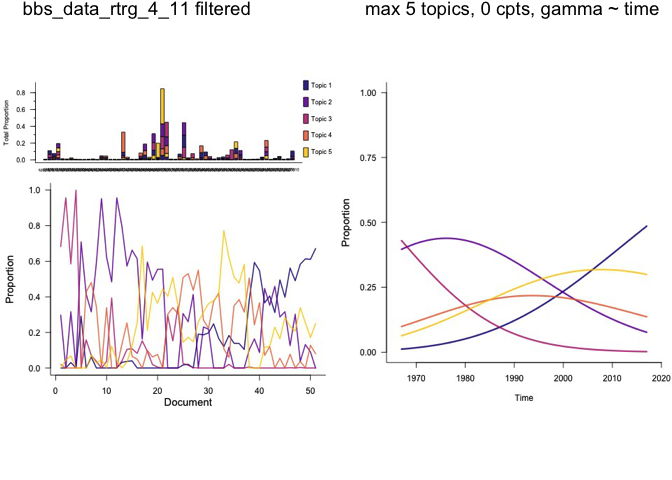 bbs_data_rtrg_4_11 filtered
max 5 topics, 0 cpts, gamma ~ time
Total Proportion
0.8
0.6
0.4
0.2
0.0
Topic 1
Topic 2
Topic 3
Topic 4
Topic 5
Proportion
1.0
0.8
0.6
0.4
0.2
0.0
0 10 20 30 40 50
Document
Proportion
1.00
0.75
0.50
0.25
0.00
1970 1980 1990 2000 2010 2020
Time